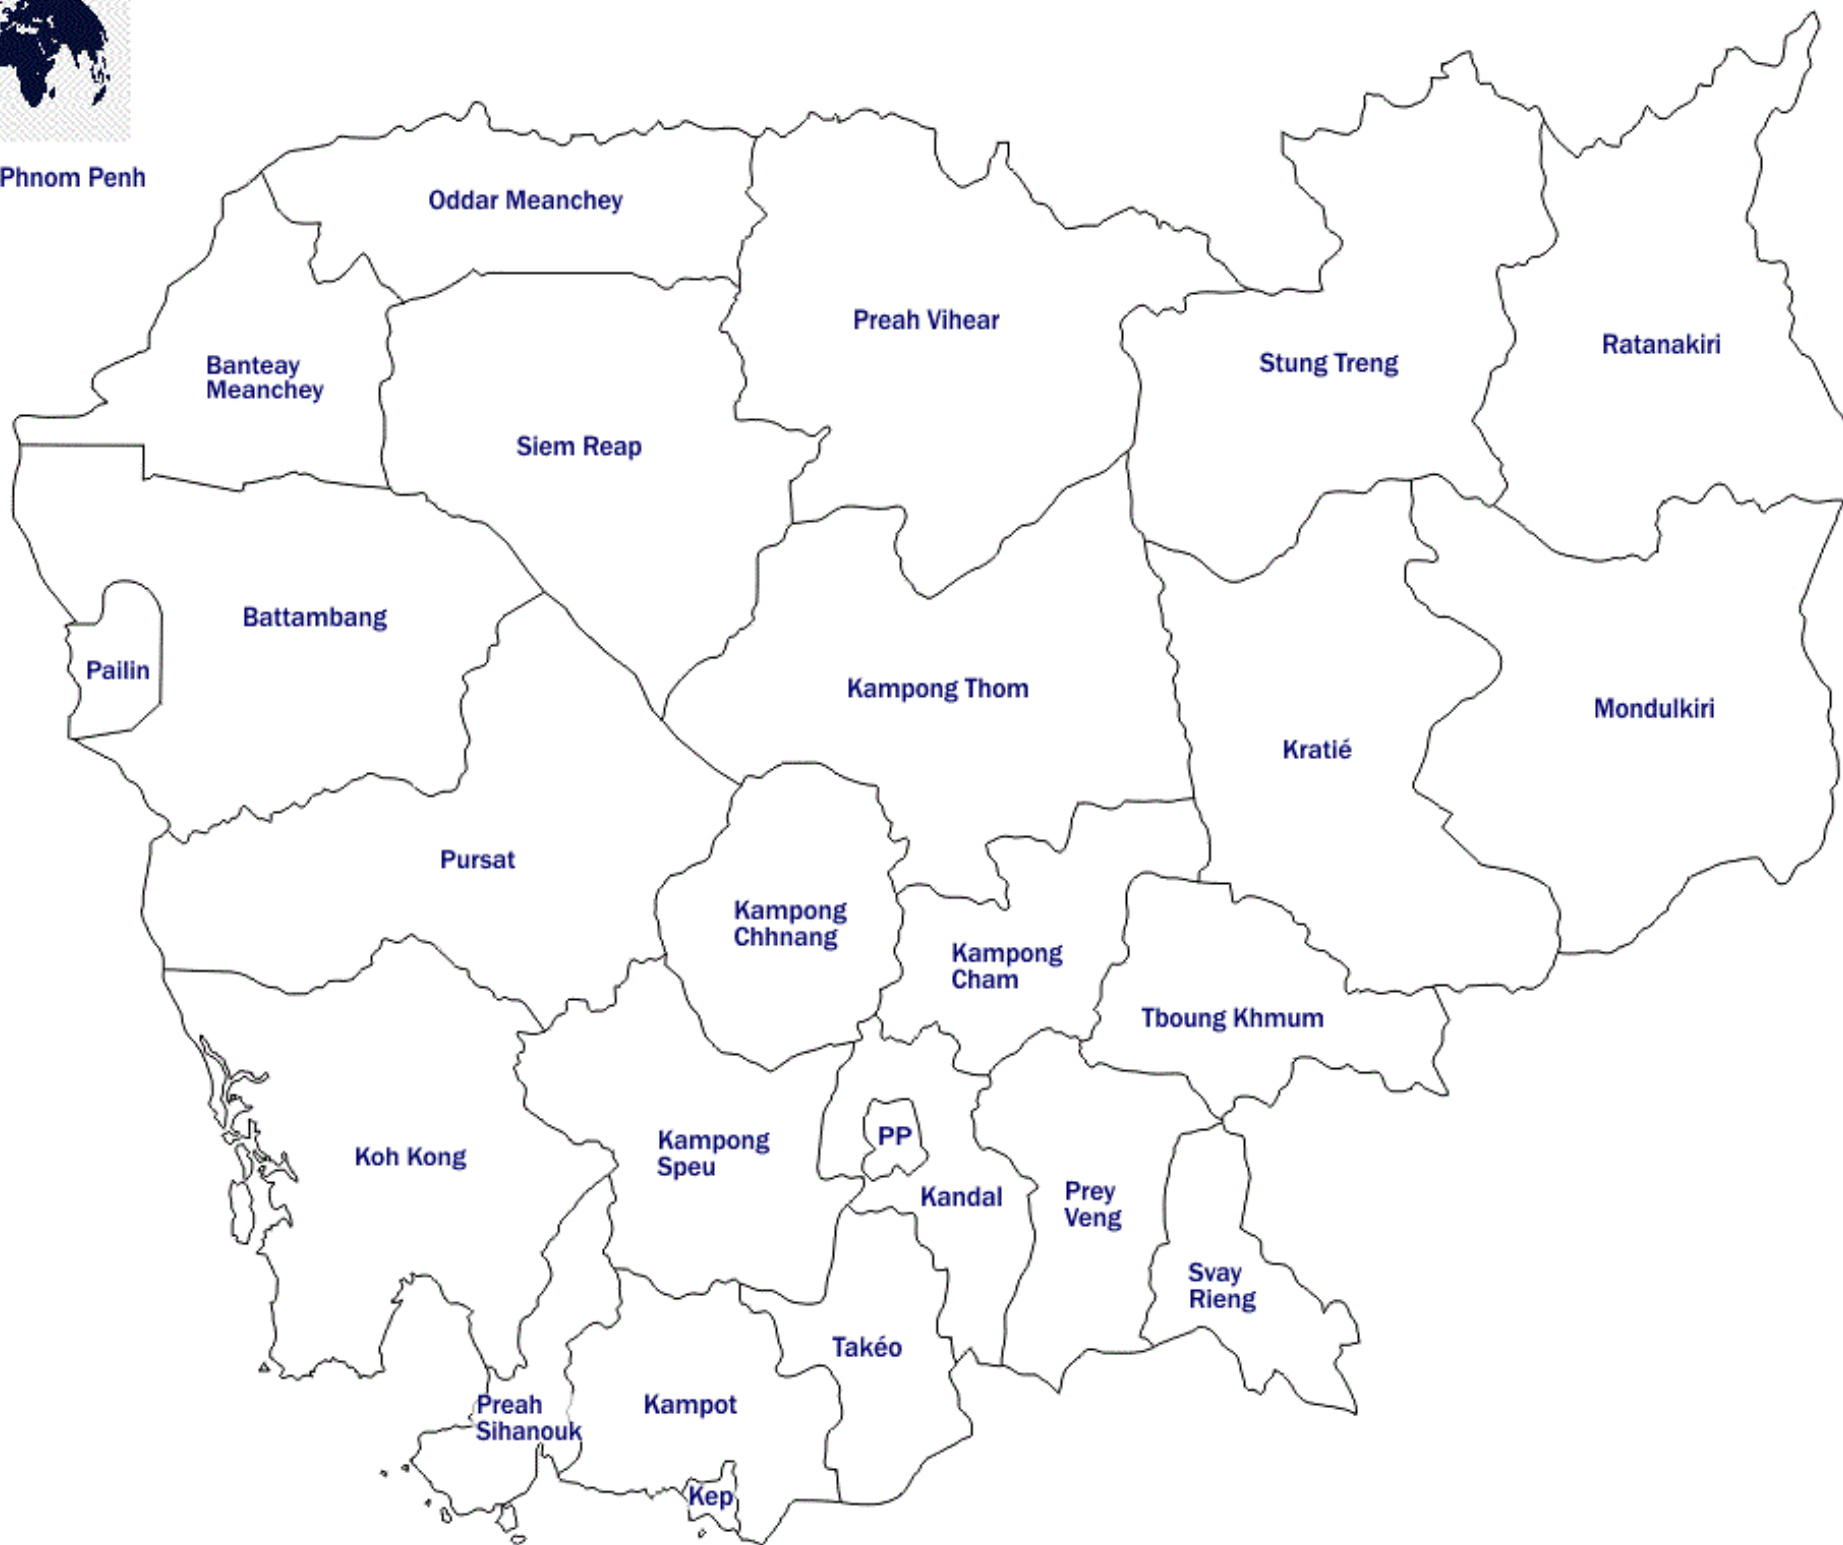 Phnom Penh
Oddar Meanchey
Preah Vihear
Stung Treng
Ratanakiri
Banteay
Meanchey
Siem Reap
Battambang
Pailin
Kampong Thom
Mondulkiri
Kratié
Pursat
Kampong
Chhnang
Kampong
Cham
Tboung Khmum
Koh Kong
Kampong
Speu
PP
Kandal
Prey
Veng
Svay
Rieng
Takéo
Preah
Sihanouk
Kampot
Kep